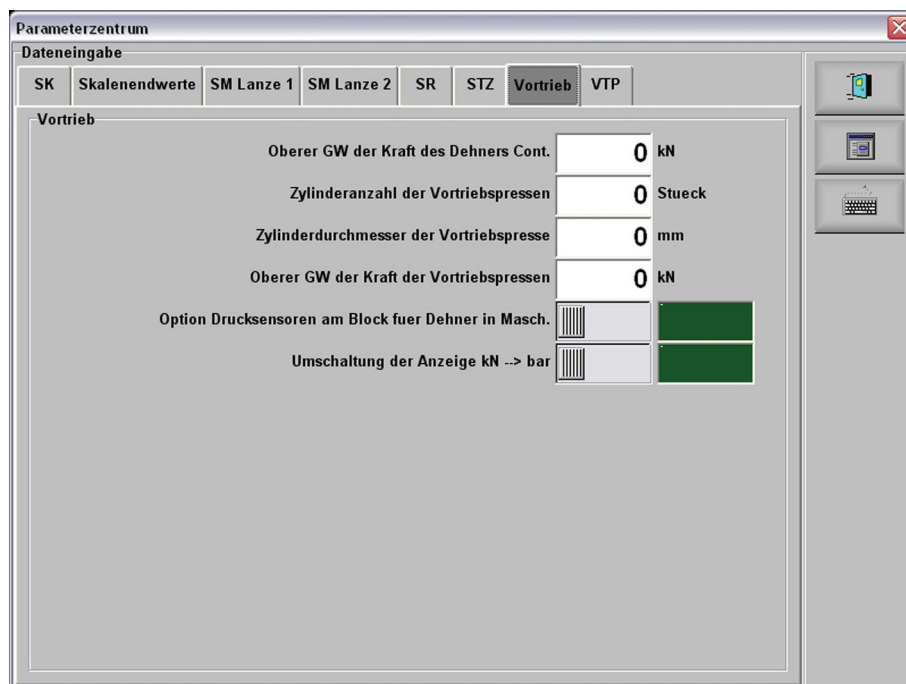 Parameterzentrum
Dateneingabe
SK Skalenendwerte SM Lanze 1 SM Lanze 2 SR STZ Vortrieb VTP
Vortrieb
Oberer GW der Kraft des Dehners Cont. 0 kN
Zylinderanzahl der Vortriebspressen 0 Stueck
Zylinderdurchmesser der Vortriebspresse 0 mm
Oberer GW der Kraft der Vortriebspressen 0 kN
Option Drucksensoren am Block fuer Dehner in Masch.
Umschaltung der Anzeige kN --> bar